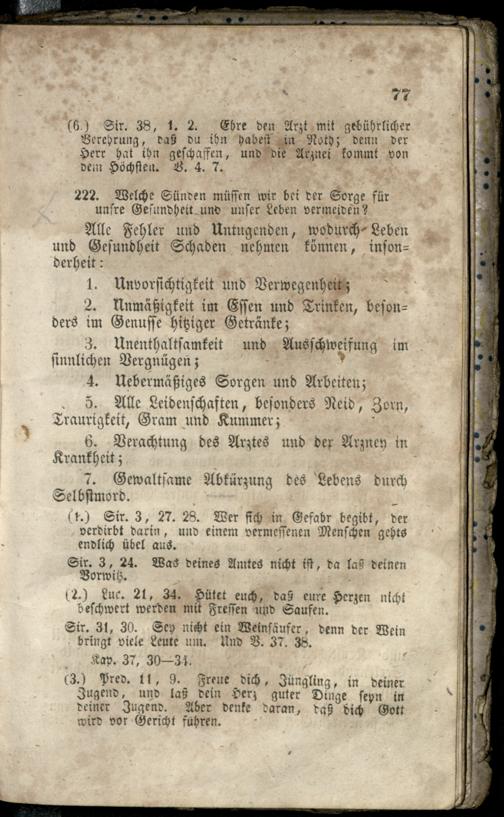 77
(6.) Sir. 38, 1. 2. Ehre den Arzt mit gebührlicher
Verehrung, daß du ihn habest in Noth; denn der
Herr hat ihn geschaffen, und die Arznei kommt von
dem Höchsten. V. 4. 7.
222. Welche Sünden müssen wir bei der Sorge für
unsre Gesundheit und unser Leben vermeiden?
Alle Fehler und Untugenden, wodurch Leben
und Gesundheit Schaden nehmen können, inson-
derheit:
1. Unvorsichtigkeit und Verwegenheit;
2. Unmäßigkeit im Essen und Trinken, beson-
ders im Genusse hitziger Getränke;
3. Unenthaltsamkeit und Ausschweifung im
sinnlichen Vergnügen;
4. Uebermäßiges Sorgen und Arbeiten;
5. Alle Leidenschaften, besonders Neid, Zorn,
Traurigkeit, Gram und Kummer;
6. Verachtung des Arztes und der Arzney in
Krankheit;
7. Gewaltsame Abkürzung des Lebens durch
Selbstmord.
(1.) Sir. 3, 27. 28. Wer sich in Gefahr begibt, der
verdirbt darin, und einem vermessenen Menschen gehts
endlich übel aus.
Sir. 3, 24. Was deines Amtes nicht ist, da laß deinen
Vorwitz.
(2.) Luc. 21, 34. Hütet euch, daß eure Herzen nicht
beschwert werden mit Fressen und Saufen.
Sir. 31, 30. Sey nicht ein Weinsäufer, denn der Wein
bringt viele Leute um. Und V. 37. 38.
Kap. 37, 30—34.
(3.) Pred. 11, 9. Freue dich, Jüngling, in deiner
Jugend, und laß dein Herz guter Dinge seyn in
deiner Jugend. Aber denke daran, daß dich Gott
wird vor Gericht führen.